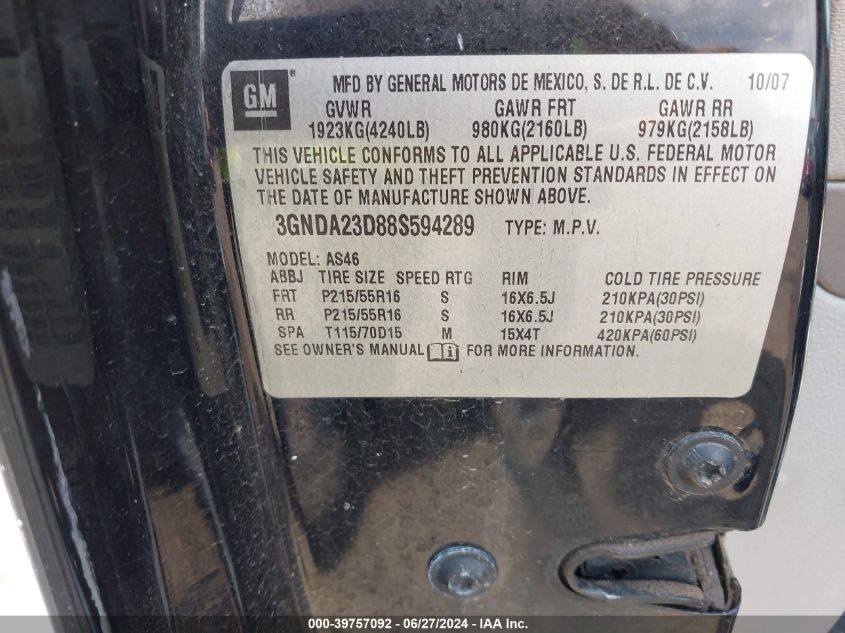 GM ® MFD BY GENERAL MOTORS DE MEXICO, S. DE R.L. DE C.V. 10/07
GVWR GAWR FRT GAWR RR
1923KG(4240LB) 980KG(2160LB) 979KG(2158LB)
THIS VEHICLE CONFORMS TO ALL APPLICABLE U.S. FEDERAL MOTOR
VEHICLE SAFETY AND THEFT PREVENTION STANDARDS IN EFFECT ON
THE DATE OF MANUFACTURE SHOWN ABOVE.
3GNDA23D88S594289 TYPE: M.P.V.
MODEL: AS46
ABBJ TIRE SIZE SPEED RTG RIM COLD TIRE PRESSURE
FRT P215/55R16 S 16X6.5J 210KPA(30PSI)
RR P215/55R16 S 16X6.5J 210KPA(30PSI)
SPA T115/70D15 M 15X4T 420KPA(60PSI)
SEE OWNER'S MANUAL i FOR MORE INFORMATION.
000-39757092 - 06/27/2024 - IAA Inc.